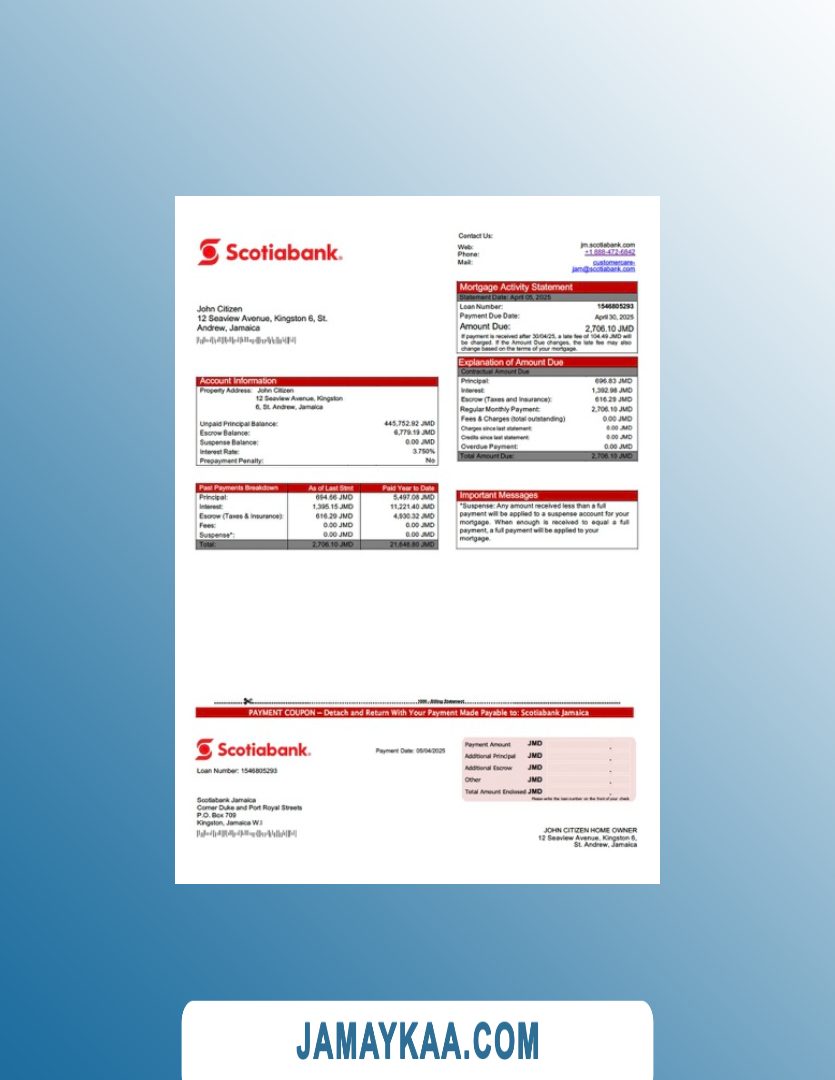 Scotiabank®
Contact Us:
Web: jm.scotiabank.com
Phone: +1 888-472-6842
Mail: customercare-
jam@scotiabank.com
Mortgage Activity Statement
Statement Date: April 05, 2025
Loan Number: 1546805293
Payment Due Date: April 30, 2025
Amount Due: 2,706.10 JMD
If payment is received after 30/04/25, a late fee of 104.49 JMD will
be charged. If the Amount Due changes, the late fee may also
change based on the terms of your mortgage.
John Citizen
12 Seaview Avenue, Kingston 6, St.
Andrew, Jamaica
Explanation of Amount Due
Contractual Amount Due
Principal: 696.83 JMD
Interest: 1,392.98 JMD
Escrow (Taxes and Insurance): 616.29 JMD
Regular Monthly Payment: 2,706.10 JMD
Fees & Charges (total outstanding) 0.00 JMD
Charges since last statement: 0.00 JMD
Credits since last statement: 0.00 JMD
Overdue Payment: 0.00 JMD
Total Amount Due: 2,706.10 JMD
Account Information
Property Address: John Citizen
12 Seaview Avenue, Kingston
6, St. Andrew, Jamaica
Unpaid Principal Balance: 445,752.92 JMD
Escrow Balance: 6,779.19 JMD
Suspense Balance: 0.00 JMD
Interest Rate: 3.750%
Prepayment Penalty: No
Past Payments Breakdown As of Last Stmt Paid Year to Date
Principal: 694.66 JMD 5,497.08 JMD
Interest: 1,395.15 JMD 11,221.40 JMD
Escrow (Taxes & Insurance): 616.29 JMD 4,930.32 JMD
Fees: 0.00 JMD 0.00 JMD
Suspense*: 0.00 JMD 0.00 JMD
Total: 2,706.10 JMD 21,648.80 JMD
Important Messages
*Suspense: Any amount received less than a full
payment will be applied to a suspense account for your
mortgage. When enough is received to equal a full
payment, a full payment will be applied to your
mortgage.
Billing Statement
PAYMENT COUPON – Detach and Return With Your Payment Made Payable to: Scotiabank Jamaica
Scotiabank®
Payment Date: 05/04/2025
Loan Number: 1546805293
Payment Amount JMD .
Additional Principal JMD .
Additional Escrow JMD .
Other JMD .
Total Amount Enclosed JMD .
Please write the loan number on the front of your check.
Scotiabank Jamaica
Corner Duke and Port Royal Streets
P.O. Box 709
Kingston, Jamaica W.I
JOHN CITIZEN HOME OWNER
12 Seaview Avenue, Kingston 6,
St. Andrew, Jamaica
JAMAYKAA.COM